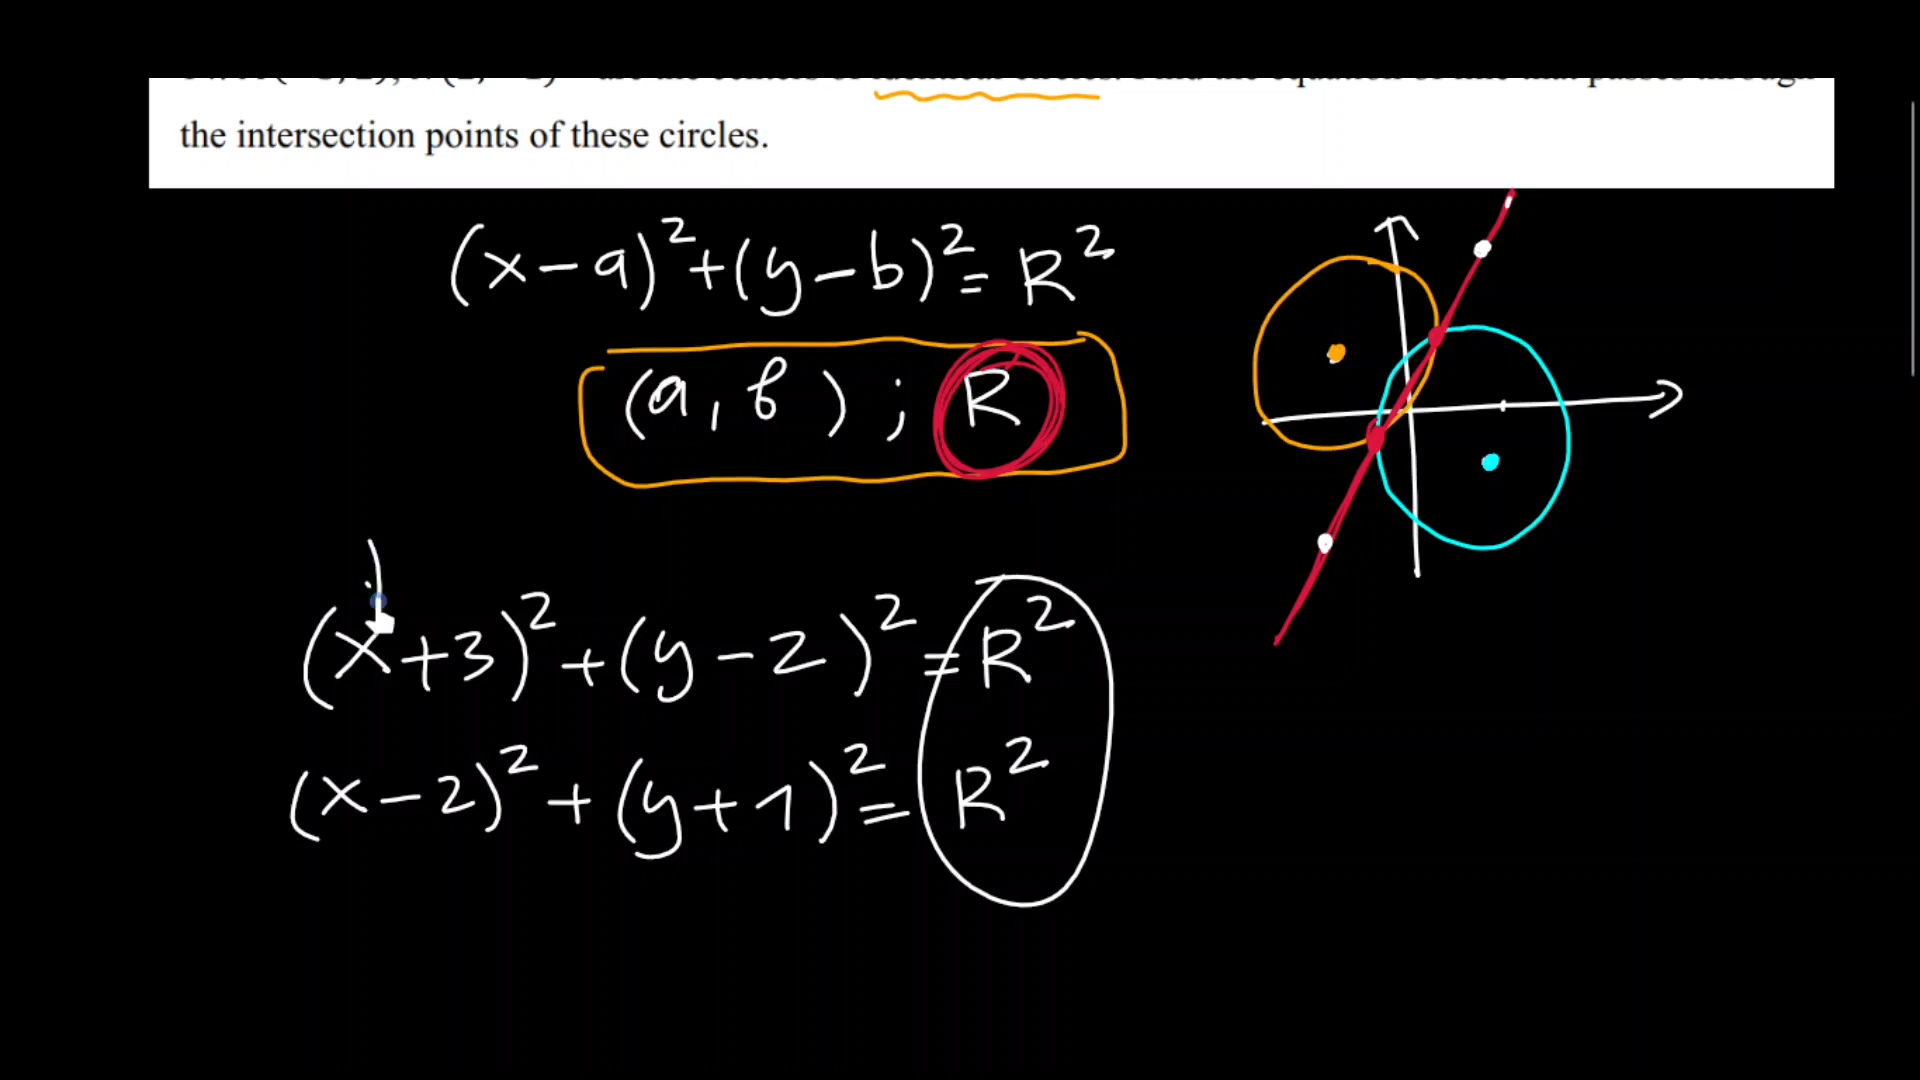 the intersection points of these circles.
(x-a)²+(y-b)²=R²
(a, b); R
(x+3)²+(y-2)²=R²
(x-2)²+(y+1)²=R²